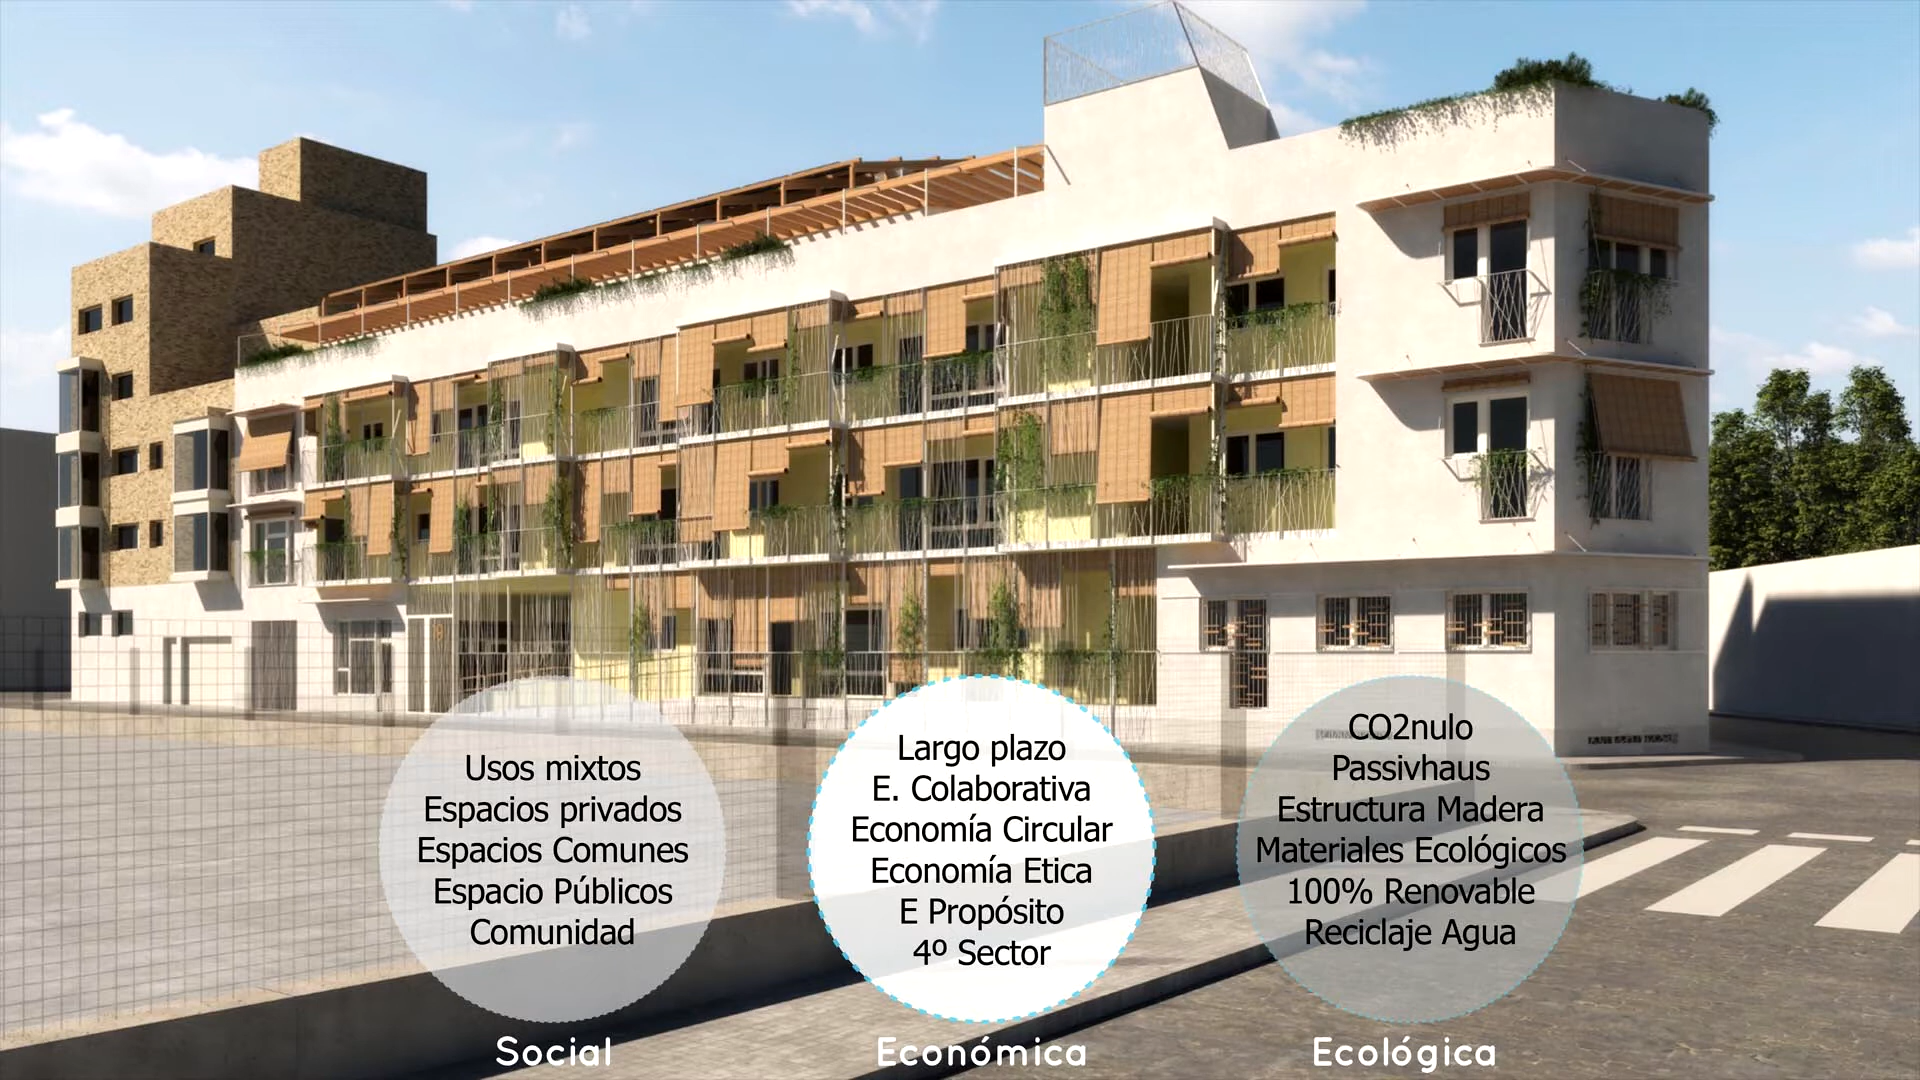 Usos mixtos
Espacios privados
Espacios Comunes
Espacio Públicos
Comunidad
Social
Largo plazo
E. Colaborativa
Economía Circular
Economía Etica
E Propósito
4º Sector
Económica
CO2nulo
Passivhaus
Estructura Madera
Materiales Ecológicos
100% Renovable
Reciclaje Agua
Ecológica